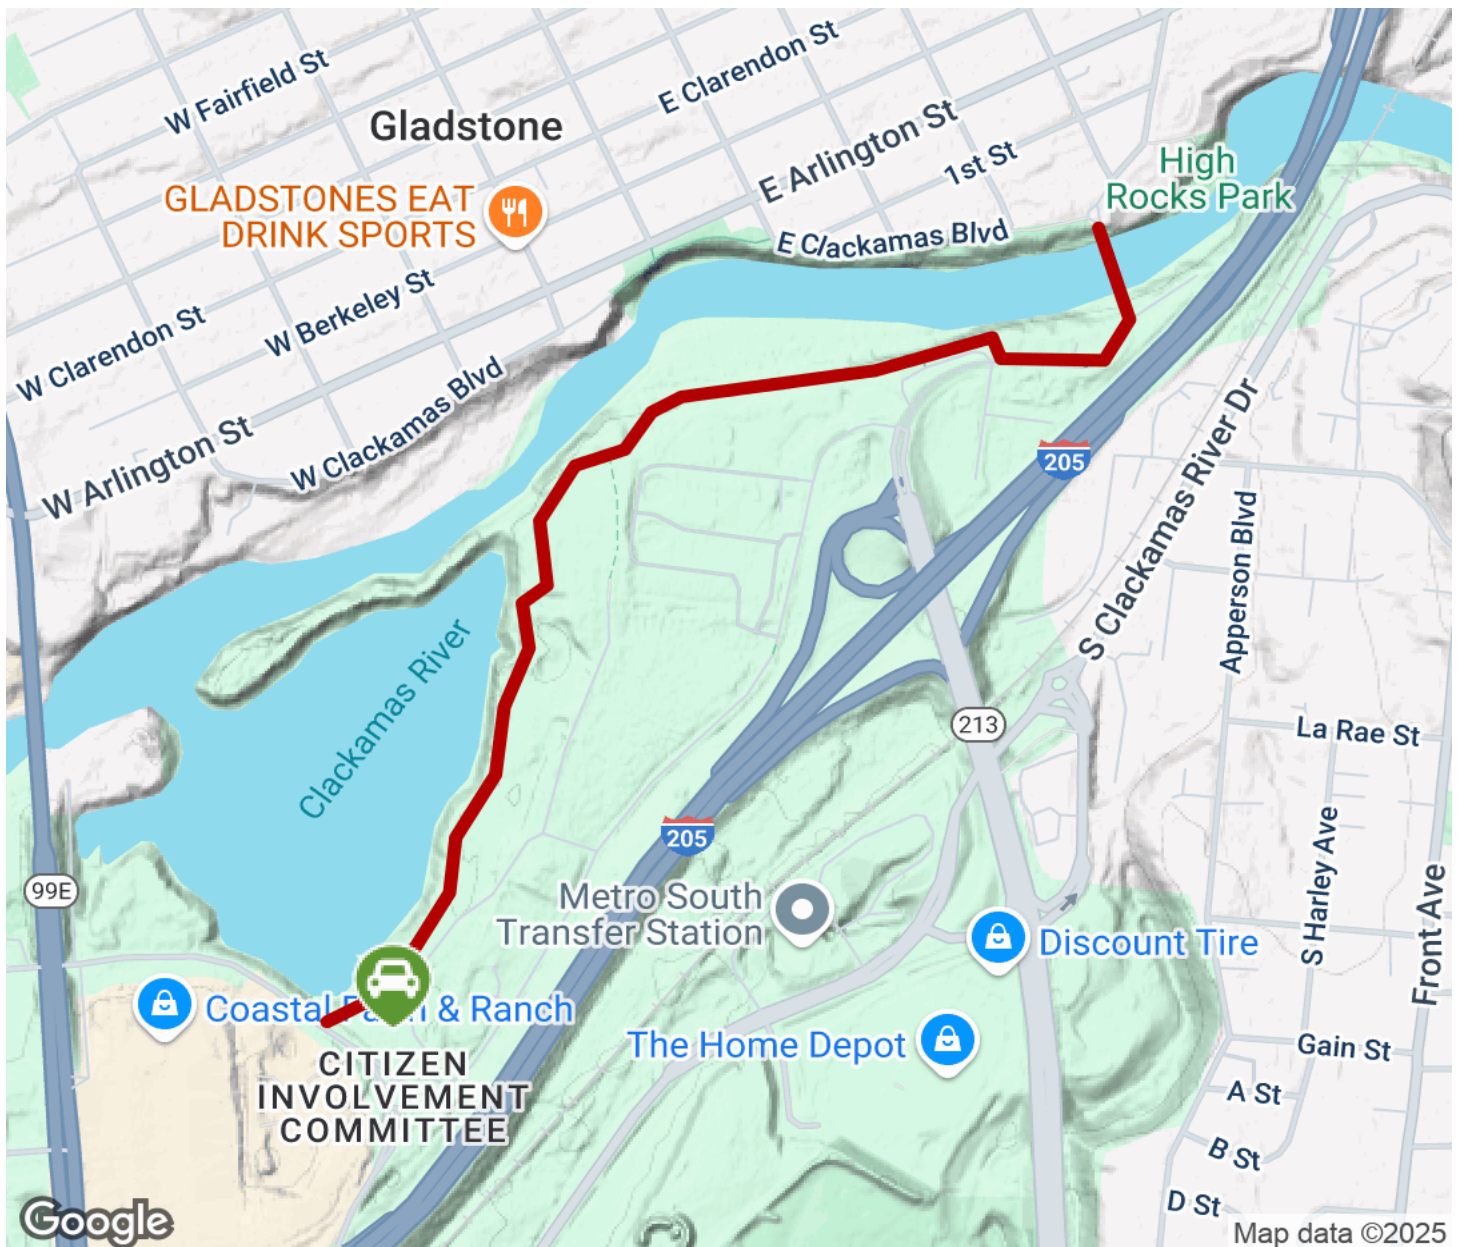 W Fairfield St
E Clarendon St
Gladstone
E Arlington St
1st St
High
Rocks Park
GLADSTONES EAT
DRINK SPORTS
E Clackamas Blvd
W Berkeley St
W Clarendon St
W Clackamas Blvd
W Arlington St
205
S Clackamas River Dr
Apperson Blvd
Clackamas River
213
La Rae St
205
99E
S Harley Ave
Front Ave
Metro South
Transfer Station
Discount Tire
Coastal Farm & Ranch
The Home Depot
Gain St
CITIZEN
INVOLVEMENT
COMMITTEE
A St
B St
D St
Google
Map data ©2025